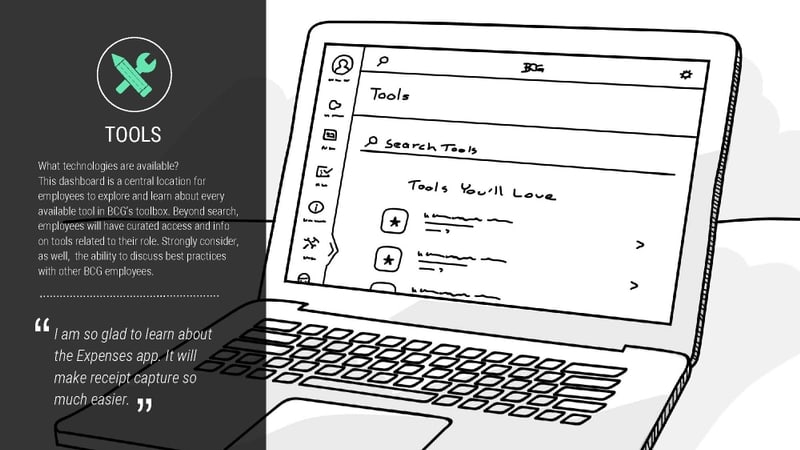 TOOLS
What technologies are available?
This dashboard is a central location for
employees to explore and learn about every
available tool in BCG's toolbox. Beyond search,
employees will have curated access and info
on tools related to their role. Strongly consider,
as well, the ability to discuss best practices
with other BCG employees.
“ I am so glad to learn about
the Expenses app. It will
make receipt capture so
much easier. ”
BCG
Tools
Search Tools
Tools You'll Love